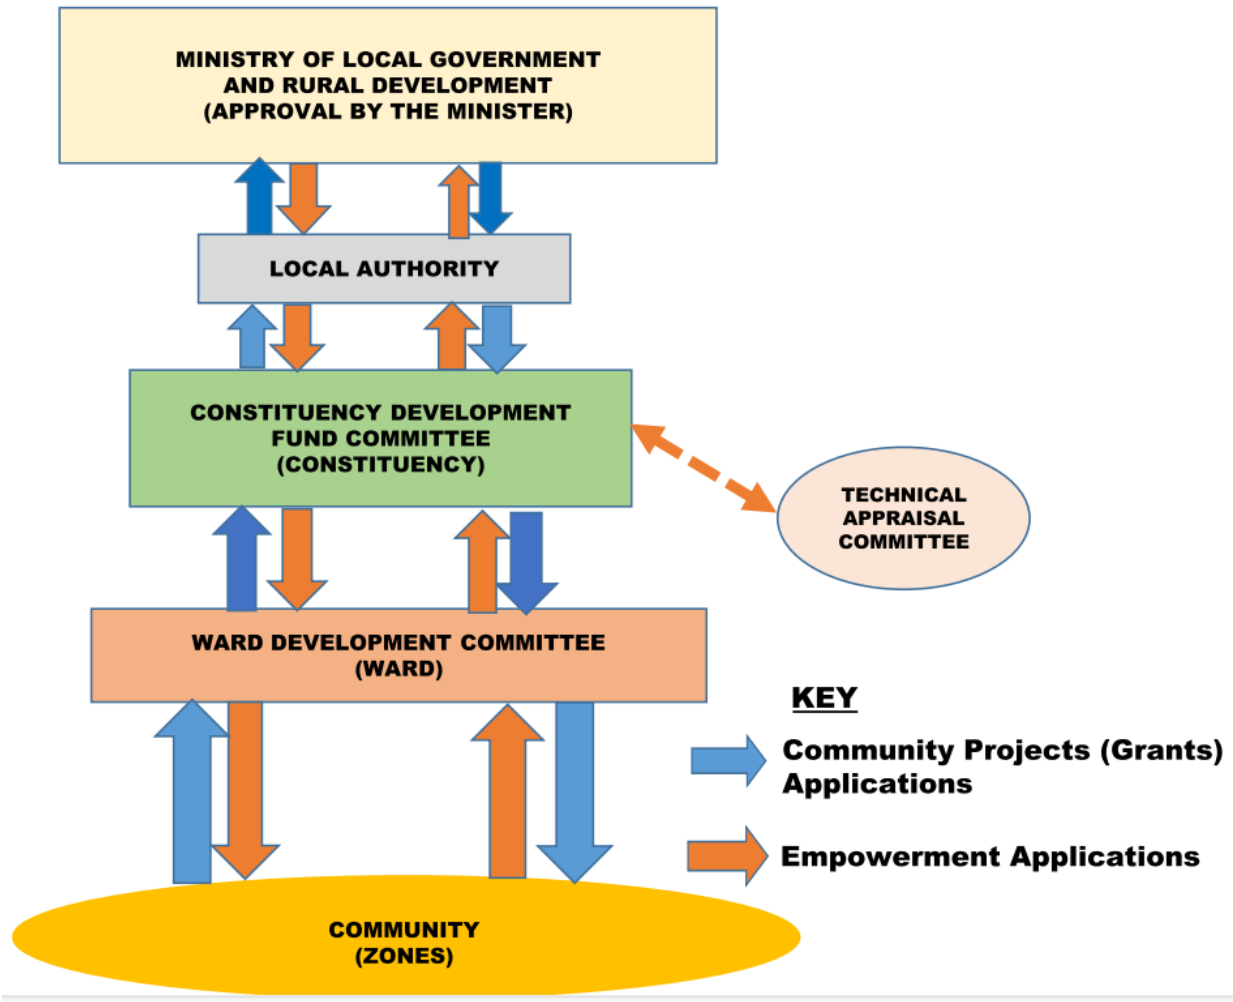 MINISTRY OF LOCAL GOVERNMENT
AND RURAL DEVELOPMENT
(APPROVAL BY THE MINISTER)
LOCAL AUTHORITY
CONSTITUENCY DEVELOPMENT
FUND COMMITTEE
(CONSTITUENCY)
TECHNICAL
APPRAISAL
COMMITTEE
WARD DEVELOPMENT COMMITTEE
(WARD)
KEY
Community Projects (Grants)
Applications
Empowerment Applications
COMMUNITY
(ZONES)